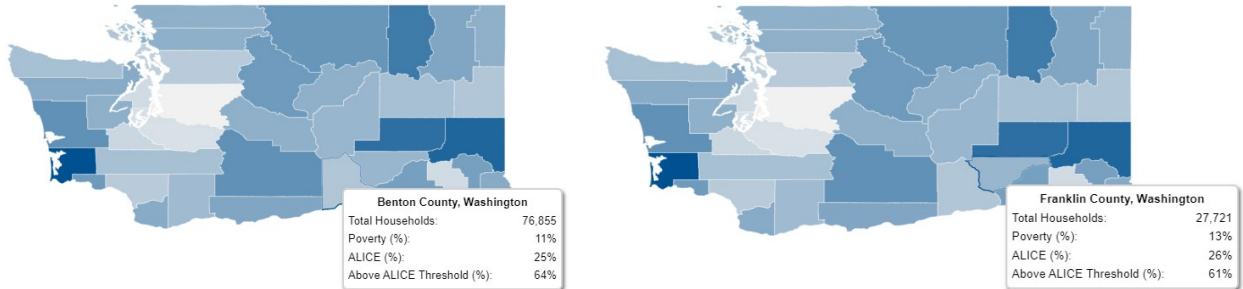 Benton County, Washington
Total Households: 76,855
Poverty (%): 11%
ALICE (%): 25%
Above ALICE Threshold (%): 64%
Franklin County, Washington
Total Households: 27,721
Poverty (%): 13%
ALICE (%): 26%
Above ALICE Threshold (%): 61%